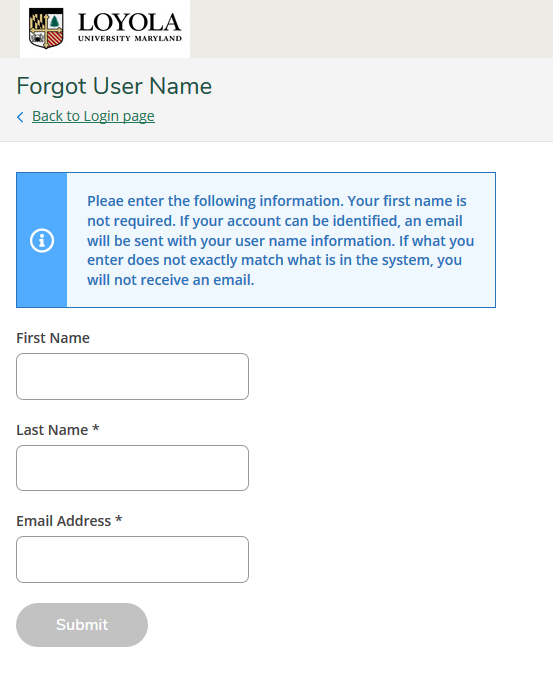 LOYOLA
UNIVERSITY MARYLAND
Forgot User Name
Back to Login page
Pleae enter the following information. Your first name is
not required. If your account can be identified, an email
will be sent with your user name information. If what you
enter does not exactly match what is in the system, you
will not receive an email.
First Name
Last Name *
Email Address *
Submit